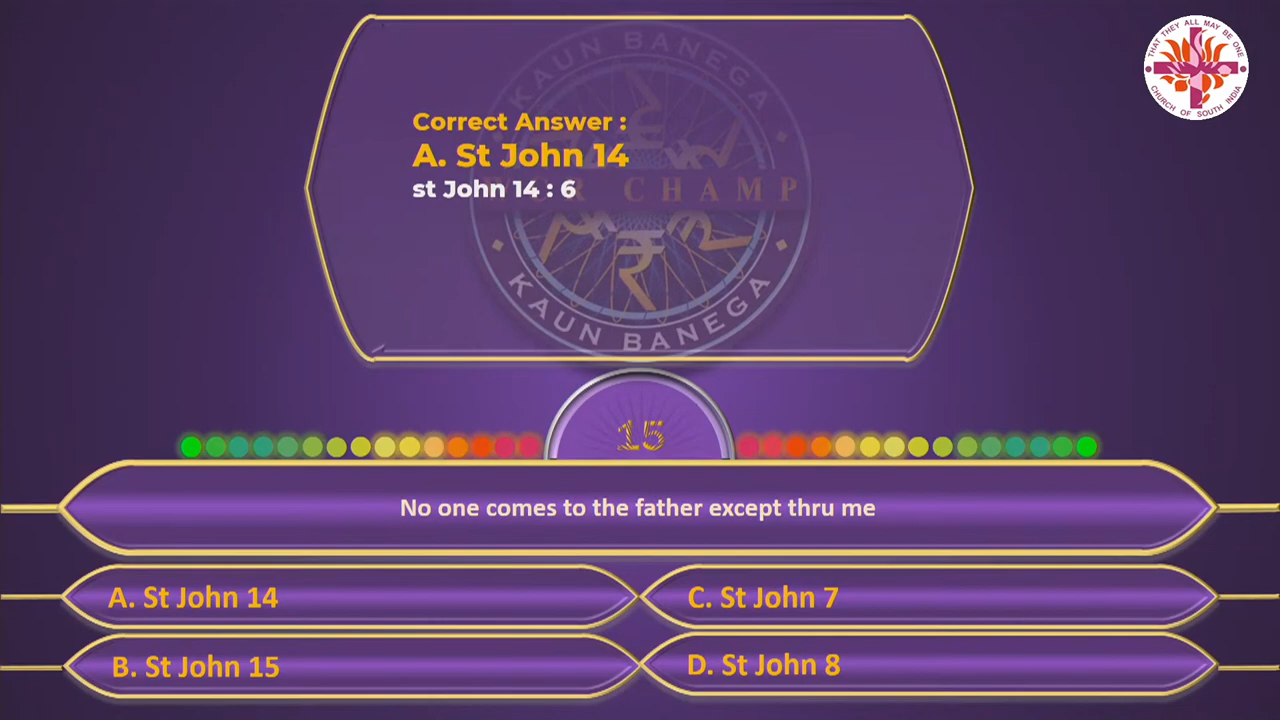 THAT THEY ALL MAY BE ONE
CHURCH OF SOUTH INDIA
KAUN BANEGA
Correct Answer :
A. St John 14
st John 14 : 6
CHAMP
KAUN BANEGA
15
No one comes to the father except thru me
A. St John 14
C. St John 7
B. St John 15
D. St John 8